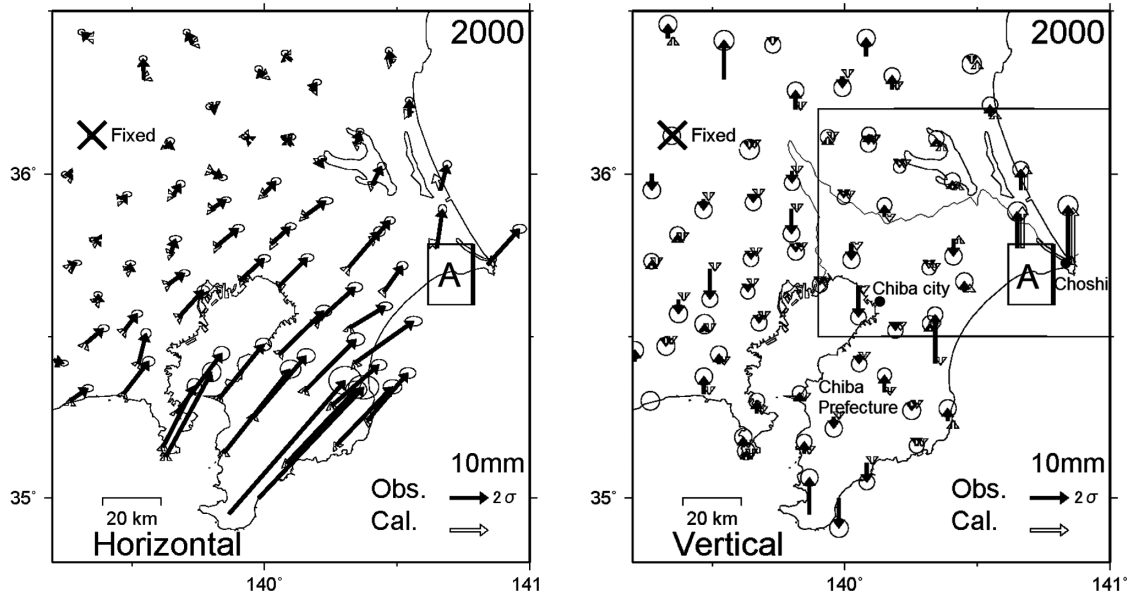 2000
Fixed
36°
A
35°
20 km
10mm
Obs.
2σ
Cal.
Horizontal
140°
141°
2000
Fixed
36°
A
Choshi
Chiba city
Chiba
Prefecture
35°
20 km
10mm
Obs.
2σ
Cal.
Vertical
140°
141°